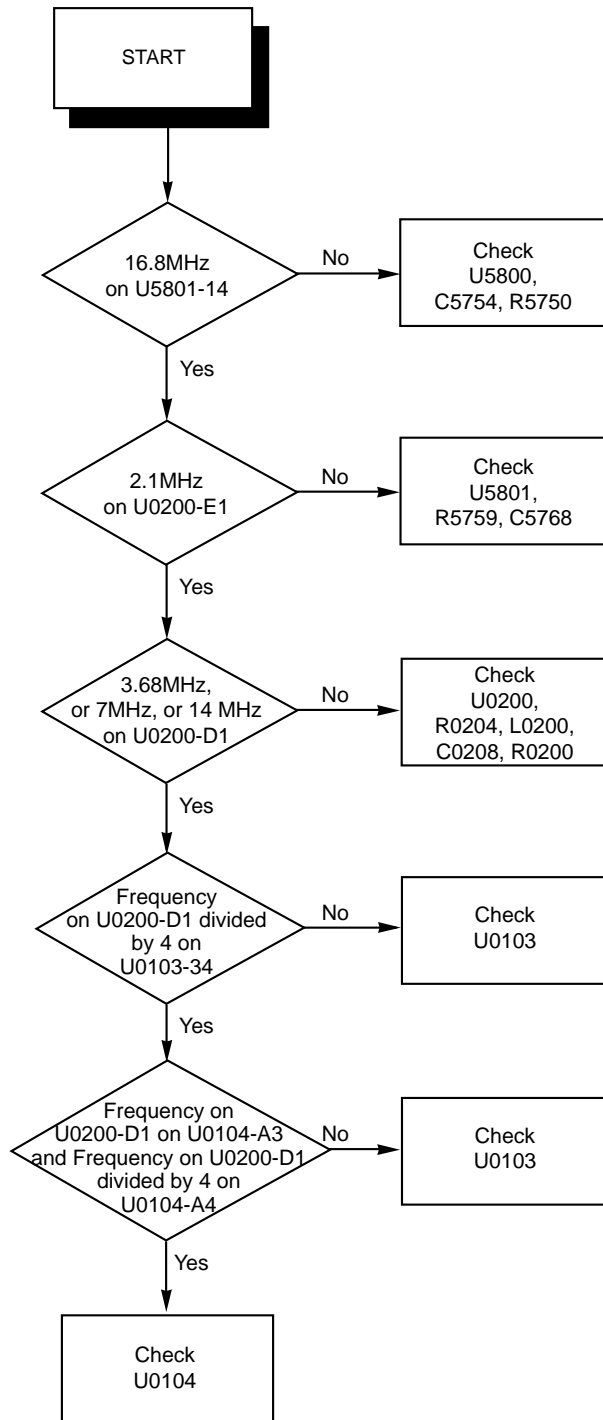 START
16.8MHz
on U5801-14
No
Check
U5800,
C5754, R5750
Yes
2.1MHz
on U0200-E1
No
Check
U5801,
R5759, C5768
Yes
3.68MHz,
or 7MHz, or 14 MHz
on U0200-D1
No
Check
U0200,
R0204, L0200,
C0208, R0200
Yes
Frequency
on U0200-D1 divided
by 4 on
U0103-34
No
Check
U0103
Yes
Frequency on
U0200-D1 on U0104-A3
and Frequency on U0200-D1
divided by 4 on
U0104-A4
No
Check
U0103
Yes
Check
U0104